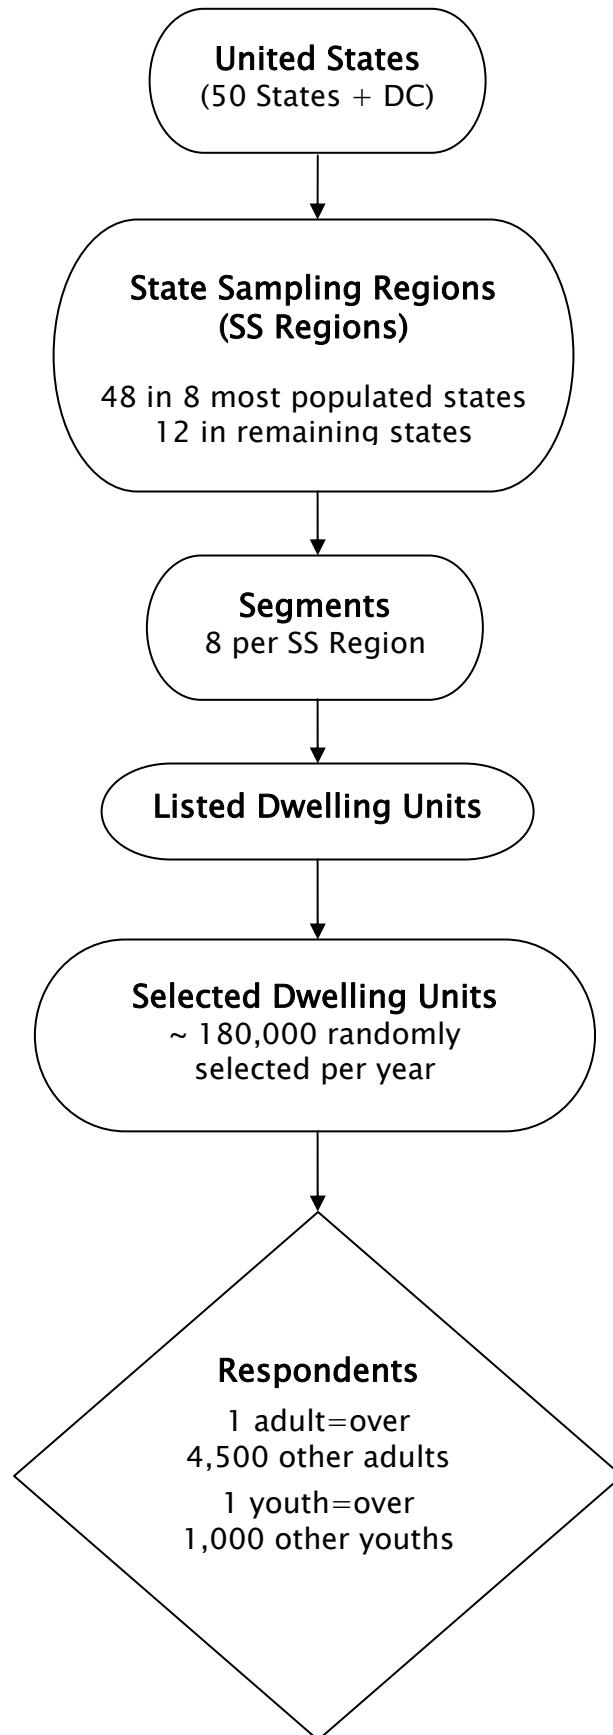 United States
(50 States + DC)
State Sampling Regions
(SS Regions)
48 in 8 most populated states
12 in remaining states
Segments
8 per SS Region
Listed Dwelling Units
Selected Dwelling Units
~ 180,000 randomly
selected per year
Respondents
1 adult=over
4,500 other adults
1 youth=over
1,000 other youths